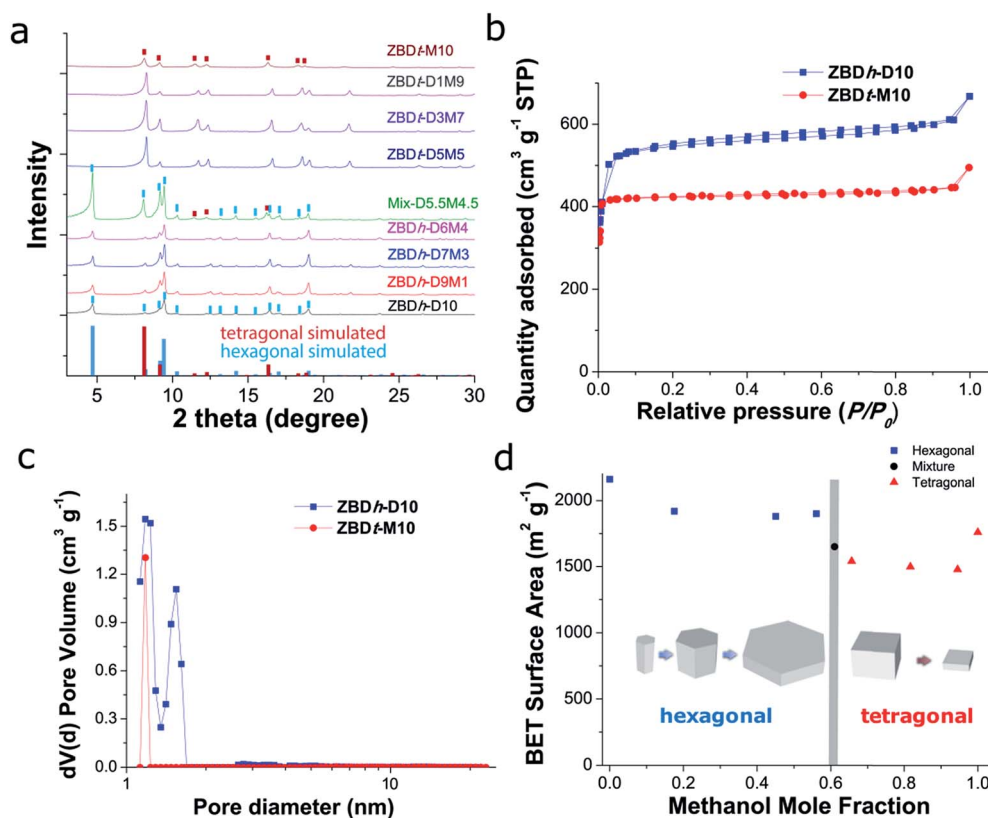 a
Intensity
ZBDt-M10
ZBDt-D1M9
ZBDt-D3M7
ZBDt-D5M5
Mix-D5.5M4.5
ZBDh-D6M4
ZBDh-D7M3
ZBDh-D9M1
ZBDh-D10
tetragonal simulated
hexagonal simulated
5 10 15 20 25 30
2 theta (degree)
b
Quantity adsorbed (cm³ g⁻¹ STP)
600
400
200
0
ZBDh-D10
ZBDt-M10
0.0 0.2 0.4 0.6 0.8 1.0
Relative pressure (P/P₀)
c
dV(d) Pore Volume (cm³ g⁻¹)
1.5
1.2
0.9
0.6
0.3
0.0
ZBDh-D10
ZBDt-M10
1 10
Pore diameter (nm)
d
BET Surface Area (m² g⁻¹)
2000
1500
1000
500
0
Hexagonal
Mixture
Tetragonal
hexagonal tetragonal
0.0 0.2 0.4 0.6 0.8 1.0
Methanol Mole Fraction